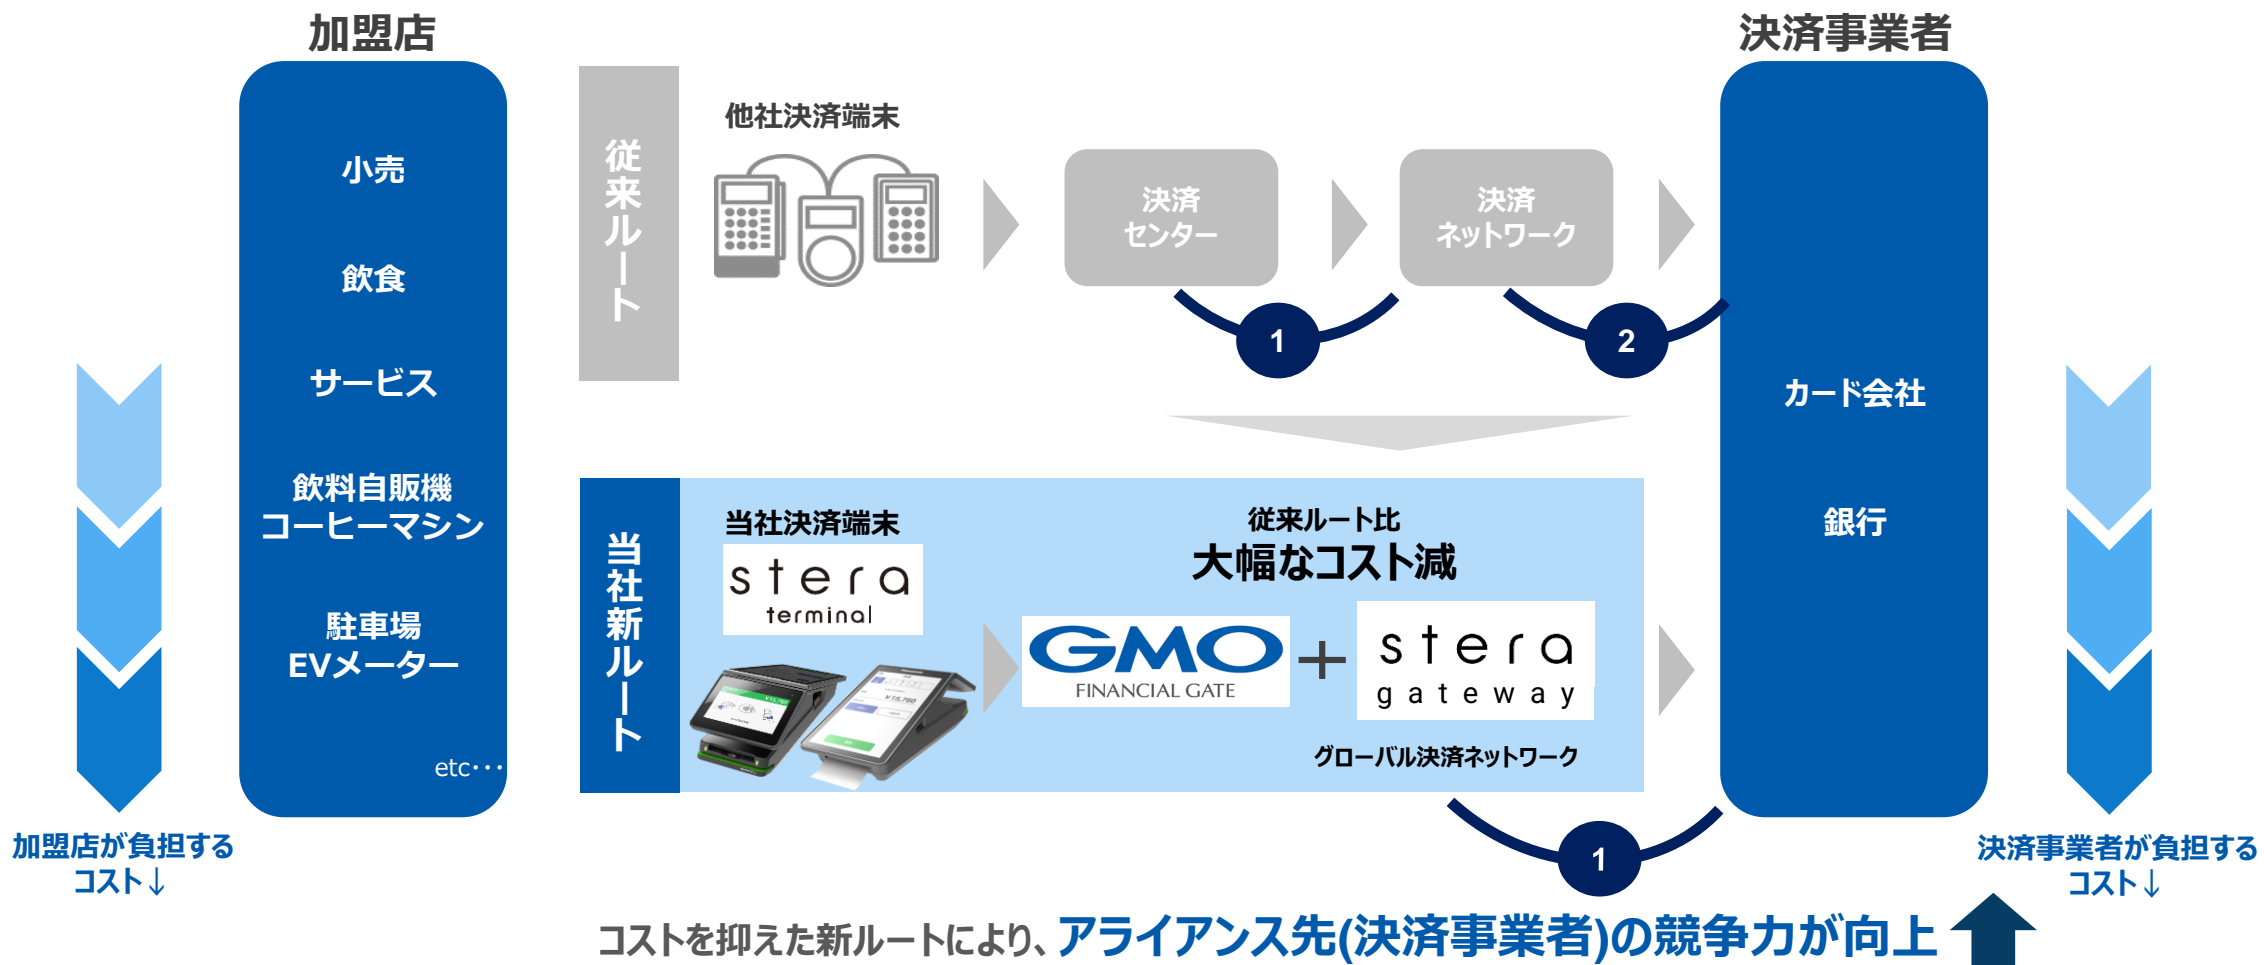 加盟店
決済事業者
小売
飲食
サービス
飲料自販機
コーヒーマシン
駐車場
EVメーター
etc･･･
従来ルート
他社決済端末
決済
センター
決済
ネットワーク
1
2
カード会社
銀行
当社新ルート
当社決済端末
stera
terminal
従来ルート比
大幅なコスト減
GMO
FINANCIAL GATE
+
stera
gateway
グローバル決済ネットワーク
1
加盟店が負担する
コスト↓
決済事業者が負担する
コスト↓
コストを抑えた新ルートにより、アライアンス先(決済事業者)の競争力が向上